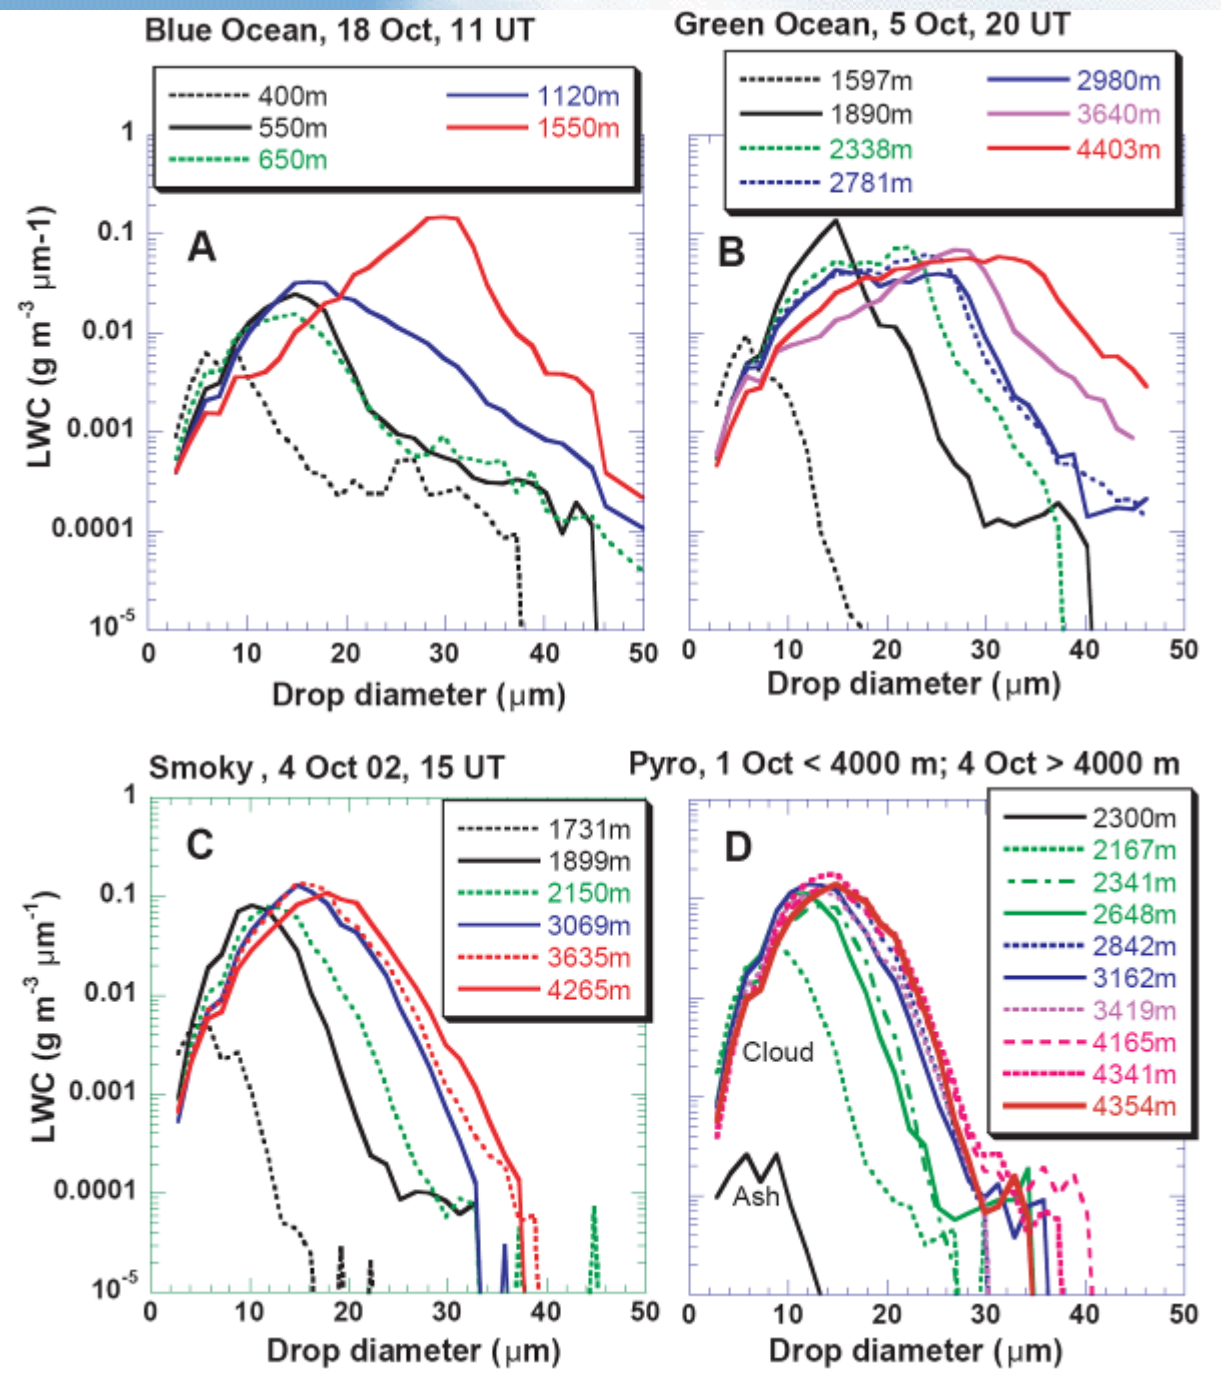 Blue Ocean, 18 Oct, 11 UT
400m
550m
650m
1120m
1550m
A
LWC (g m-3 µm-1)
1
0.1
0.01
0.001
0.0001
10-5
0 10 20 30 40 50
Drop diameter (µm)
Green Ocean, 5 Oct, 20 UT
1597m
1890m
2338m
2781m
2980m
3640m
4403m
B
0 10 20 30 40 50
Drop diameter (µm)
Smoky , 4 Oct 02, 15 UT
1731m
1899m
2150m
3069m
3635m
4265m
C
LWC (g m-3 µm-1)
1
0.1
0.01
0.001
0.0001
10-5
0 10 20 30 40 50
Drop diameter (µm)
Pyro, 1 Oct < 4000 m; 4 Oct > 4000 m
2300m
2167m
2341m
2648m
2842m
3162m
3419m
4165m
4341m
4354m
D
Cloud
Ash
0 10 20 30 40 50
Drop diameter (µm)